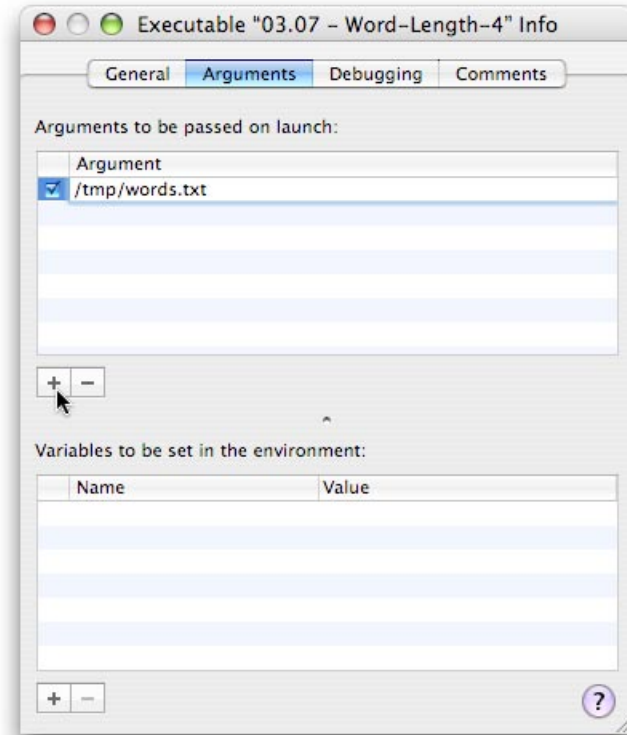 Executable "03.07 – Word-Length-4" Info
General Arguments Debugging Comments
Arguments to be passed on launch:
Argument
/tmp/words.txt
+ −
Variables to be set in the environment:
Name Value
+ − ?